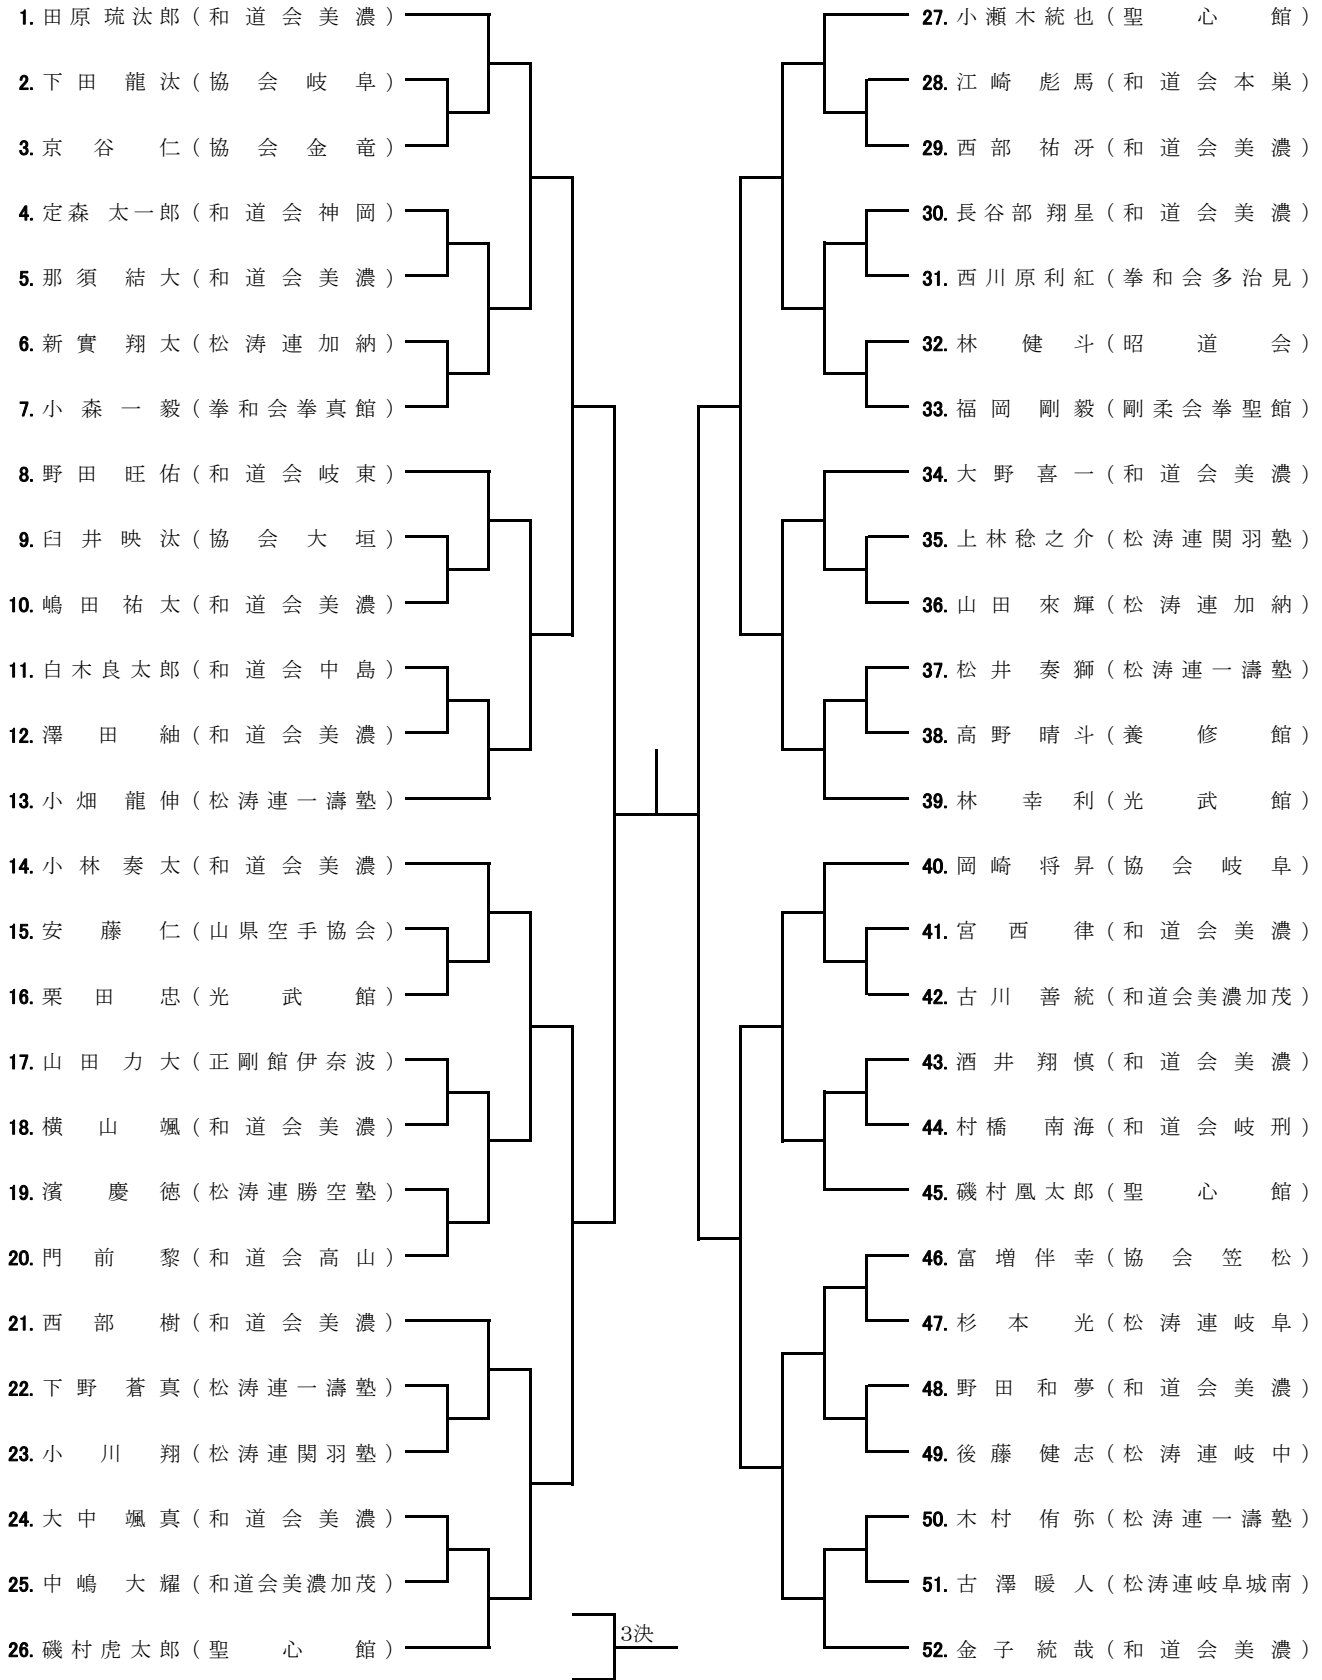 1. 田原琉汰郎（和道会美濃）
2. 下田龍汰（協会岐阜）
3. 京谷仁（協会金竜）
4. 定森太一郎（和道会神岡）
5. 那須結大（和道会美濃）
6. 新實翔太（松涛連加納）
7. 小森一毅（拳和会拳真館）
8. 野田旺佑（和道会岐東）
9. 臼井映汰（協会大垣）
10. 嶋田祐太（和道会美濃）
11. 白木良太郎（和道会中島）
12. 澤田紬（和道会美濃）
13. 小畑龍伸（松涛連一濤塾）
14. 小林奏太（和道会美濃）
15. 安藤仁（山県空手協会）
16. 栗田忠（光武館）
17. 山田力大（正剛館伊奈波）
18. 横山颯（和道会美濃）
19. 濱慶徳（松涛連勝空塾）
20. 門前黎（和道会高山）
21. 西部樹（和道会美濃）
22. 下野蒼真（松涛連一濤塾）
23. 小川翔（松涛連関羽塾）
24. 大中颯真（和道会美濃）
25. 中嶋大耀（和道会美濃加茂）
26. 磯村虎太郎（聖心館）
3決
27. 小瀬木統也（聖心館）
28. 江崎彪馬（和道会本巣）
29. 西部祐冴（和道会美濃）
30. 長谷部翔星（和道会美濃）
31. 西川原利紅（拳和会多治見）
32. 林健斗（昭道会）
33. 福岡剛毅（剛柔会拳聖館）
34. 大野喜一（和道会美濃）
35. 上林稔之介（松涛連関羽塾）
36. 山田來輝（松涛連加納）
37. 松井奏獅（松涛連一濤塾）
38. 高野晴斗（養修館）
39. 林幸利（光武館）
40. 岡崎将昇（協会岐阜）
41. 宮西律（和道会美濃）
42. 古川善統（和道会美濃加茂）
43. 酒井翔慎（和道会美濃）
44. 村橋南海（和道会岐刑）
45. 磯村凰太郎（聖心館）
46. 富増伴幸（協会笠松）
47. 杉本光（松涛連岐阜）
48. 野田和夢（和道会美濃）
49. 後藤健志（松涛連岐中）
50. 木村侑弥（松涛連一濤塾）
51. 古澤暖人（松涛連岐阜城南）
52. 金子統哉（和道会美濃）